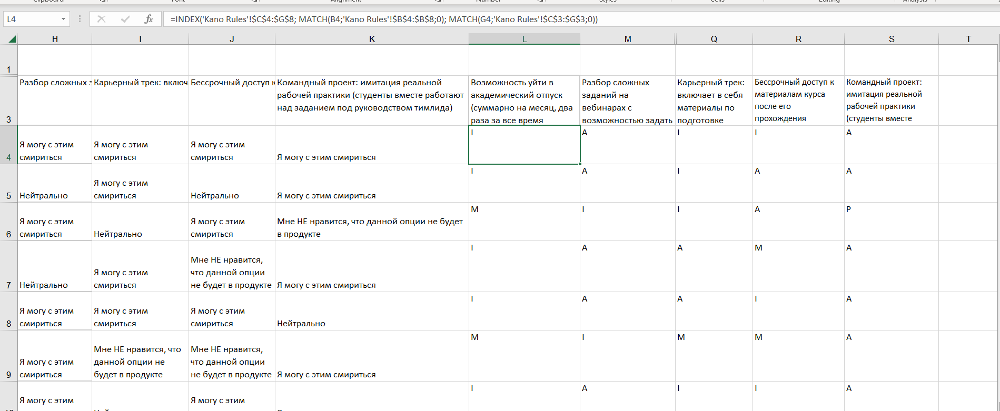 Clipboard Font Alignment Number Styles Cells Editing Analysis
L4 fx =INDEX('Kano Rules'!$C$4:$G$8; MATCH(B4;'Kano Rules'!$B$4:$B$8;0); MATCH(G4;'Kano Rules'!$C$3:$G$3;0))
H I J K L M Q R S T
1
3
Разбор сложных з
Карьерный трек: включ
Бессрочный доступ к
Командный проект: имитация реальной
рабочей практики (студенты вместе работают
над заданием под руководством тимлида)
Возможность уйти в
академический отпуск
(суммарно на месяц, два
раза за все время
Разбор сложных
заданий на
вебинарах с
возможностью задать
Карьерный трек:
включает в себя
материалы по
подготовке
Бессрочный доступ к
материалам курса
после его
прохождения
Командный проект:
имитация реальной
рабочей практики
(студенты вместе
4
Я могу с этим
смириться
Я могу с этим
смириться
Я могу с этим
смириться
Я могу с этим смириться
I A I I A
5
Нейтрально
Я могу с этим
смириться
Нейтрально
Я могу с этим смириться
I A I A A
6
Я могу с этим
смириться
Нейтрально
Я могу с этим
смириться
Мне НЕ нравится, что данной опции не будет
в продукте
M I I A P
7
Нейтрально
Я могу с этим
смириться
Мне НЕ нравится,
что данной опции
не будет в продукте
Я могу с этим смириться
I A A M A
8
Я могу с этим
смириться
Я могу с этим
смириться
Я могу с этим
смириться
Нейтрально
I A A I A
9
Я могу с этим
смириться
Мне НЕ нравится, что
данной опции не
будет в продукте
Мне НЕ нравится,
что данной опции
не будет в продукте
Я могу с этим смириться
M I M M A
Я могу с этим
Я могу с этим
I A I I A